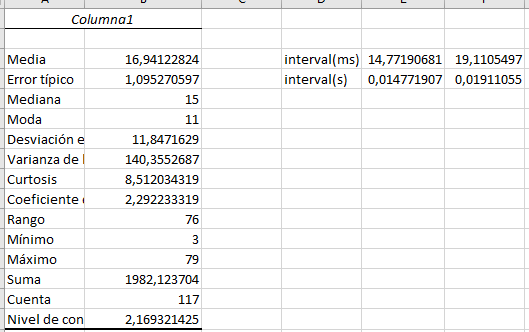 A B C D E F
Columna1
Media 16,94122824 interval(ms) 14,77190681 19,1105497
Error típico 1,095270597 interval(s) 0,014771907 0,01911055
Mediana 15
Moda 11
Desviación e 11,8471629
Varianza de l 140,3552687
Curtosis 8,512034319
Coeficiente 2,292233319
Rango 76
Mínimo 3
Máximo 79
Suma 1982,123704
Cuenta 117
Nivel de con 2,169321425